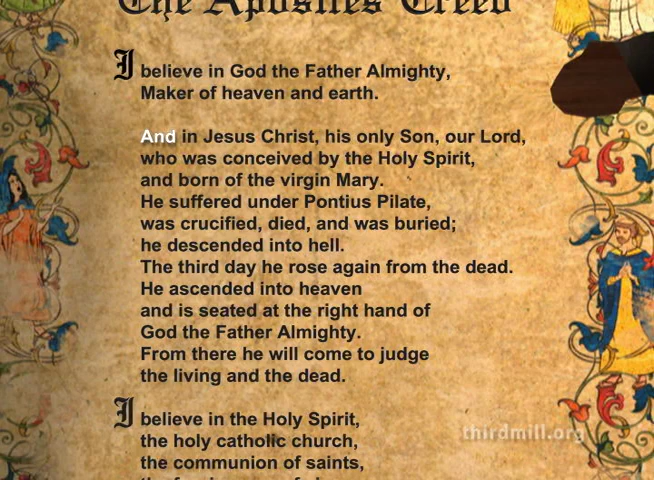 The Apostles Creed
I believe in God the Father Almighty,
Maker of heaven and earth.
And in Jesus Christ, his only Son, our Lord,
who was conceived by the Holy Spirit,
and born of the virgin Mary.
He suffered under Pontius Pilate,
was crucified, died, and was buried;
he descended into hell.
The third day he rose again from the dead.
He ascended into heaven
and is seated at the right hand of
God the Father Almighty.
From there he will come to judge
the living and the dead.
I believe in the Holy Spirit,
the holy catholic church,
the communion of saints,
thirdmill.org